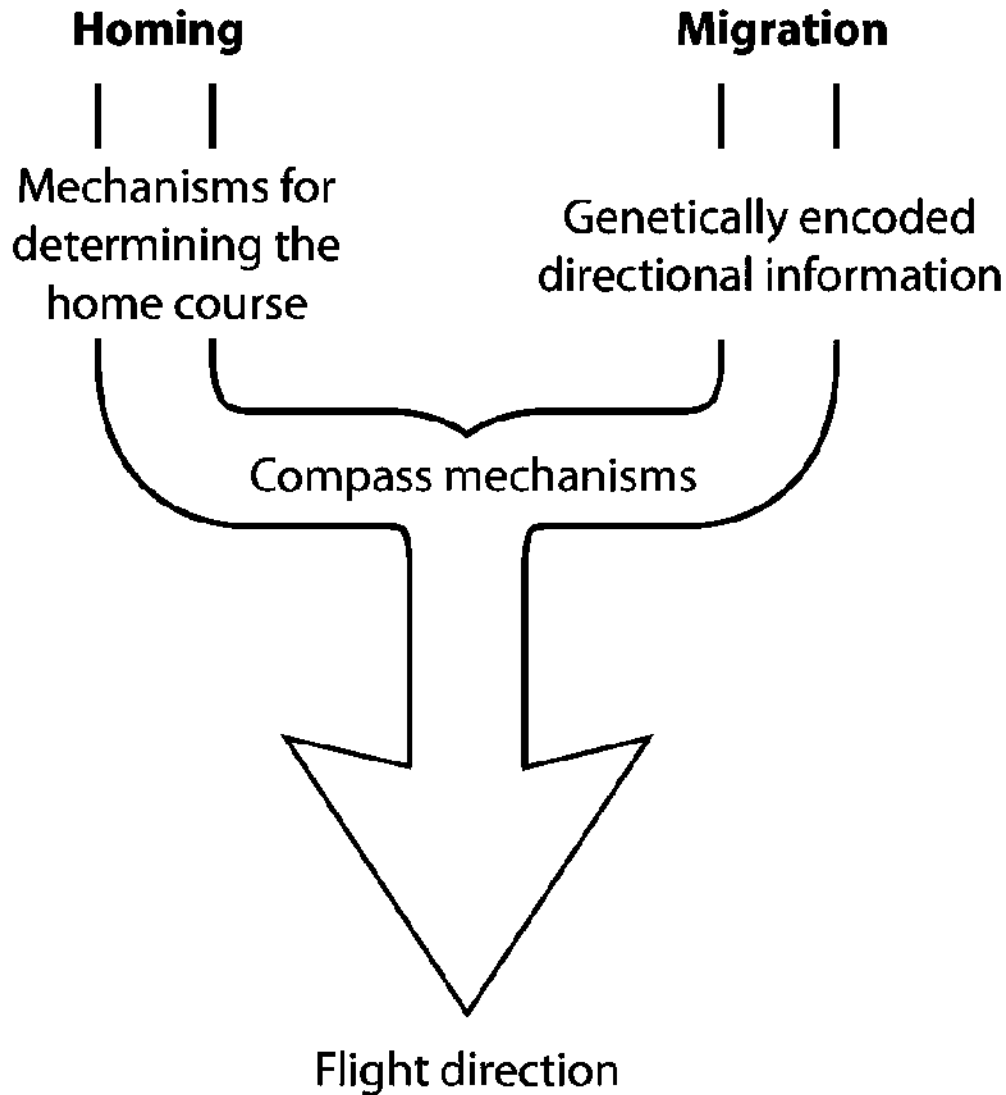 Homing
Migration
Mechanisms for
determining the
home course
Genetically encoded
directional information
Compass mechanisms
Flight direction